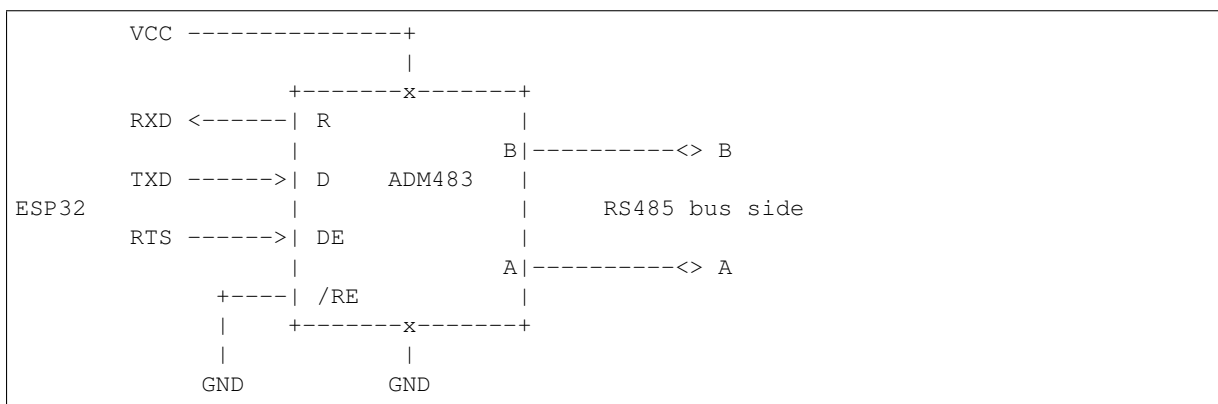 VCC ---------------+
|
+-------x-------+
RXD <------| R |
| B|----------<> B
TXD ------>| D ADM483 |
ESP32 | | RS485 bus side
RTS ------>| DE |
| A|----------<> A
+----| /RE |
| +-------x-------+
| |
GND GND